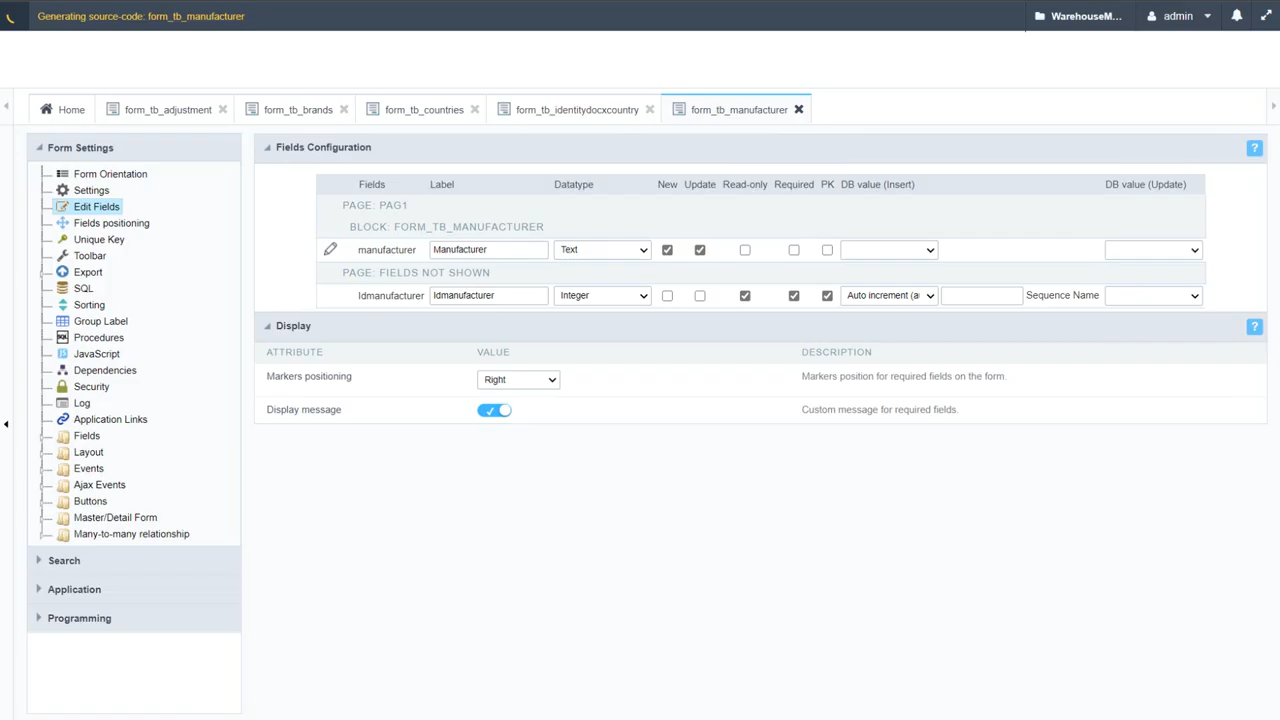 Generating source-code: form_tb_manufacturer
WarehouseM...
admin
Home
form_tb_adjustment
form_tb_brands
form_tb_countries
form_tb_identitydocxcountry
form_tb_manufacturer
Form Settings
Form Orientation
Settings
Edit Fields
Fields positioning
Unique Key
Toolbar
Export
SQL
Sorting
Group Label
Procedures
JavaScript
Dependencies
Security
Log
Application Links
Fields
Layout
Events
Ajax Events
Buttons
Master/Detail Form
Many-to-many relationship
Search
Application
Programming
Fields Configuration
?
Fields Label Datatype New Update Read-only Required PK DB value (Insert) DB value (Update)
PAGE: PAG1
BLOCK: FORM_TB_MANUFACTURER
manufacturer Manufacturer Text
PAGE: FIELDS NOT SHOWN
Idmanufacturer Idmanufacturer Integer Auto increment (a Sequence Name
Display
?
ATTRIBUTE VALUE DESCRIPTION
Markers positioning Right Markers position for required fields on the form.
Display message Custom message for required fields.